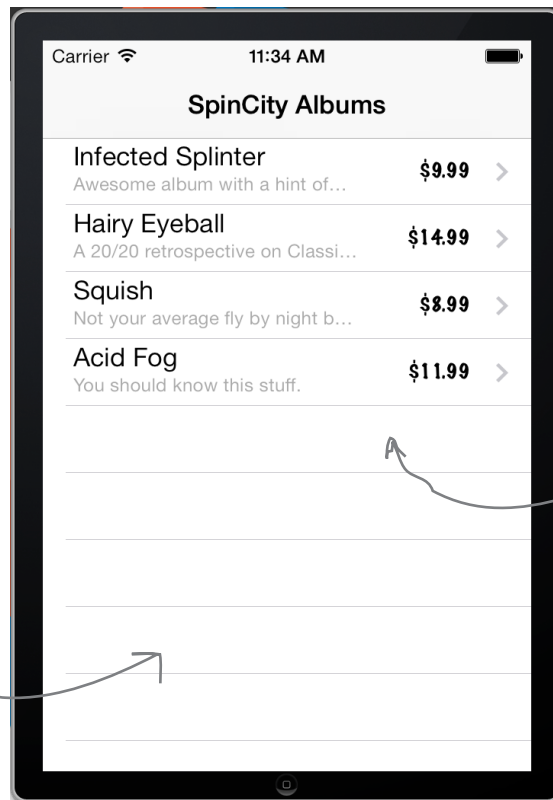 Carrier 11:34 AM
SpinCity Albums
Infected Splinter
Awesome album with a hint of…
$9.99
Hairy Eyeball
A 20/20 retrospective on Classi…
$14.99
Squish
Not your average fly by night b…
$8.99
Acid Fog
You should know this stuff.
$11.99